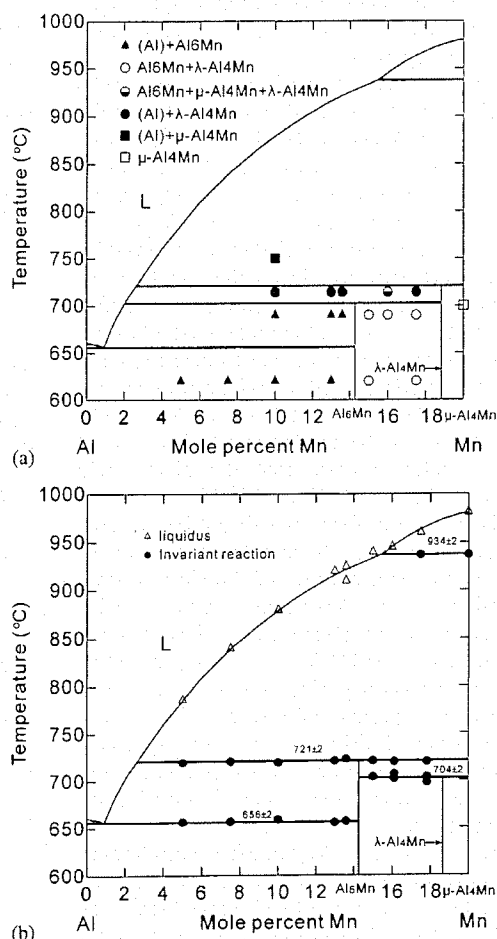 1000
▲ (Al)+Al6Mn
950
○ Al6Mn+λ-Al4Mn
Al6Mn+μ-Al4Mn+λ-Al4Mn
900
● (Al)+λ-Al4Mn
■ (Al)+μ-Al4Mn
850
□ μ-Al4Mn
Temperature (°C)
800
L
750
700
650
λ-Al4Mn
600
0 2 4 6 8 10 12 14 16 18
Al6Mn
μ-Al4Mn
(a)
Al
Mole percent Mn
Mn
1000
△ liquidus
● Invariant reaction
934±2
950
900
850
Temperature (°C)
L
800
750
721±2
704±2
700
656±2
650
λ-Al4Mn
600
0 2 4 6 8 10 12 14 16 18
Al6Mn
μ-Al4Mn
(b)
Al
Mole percent Mn
Mn